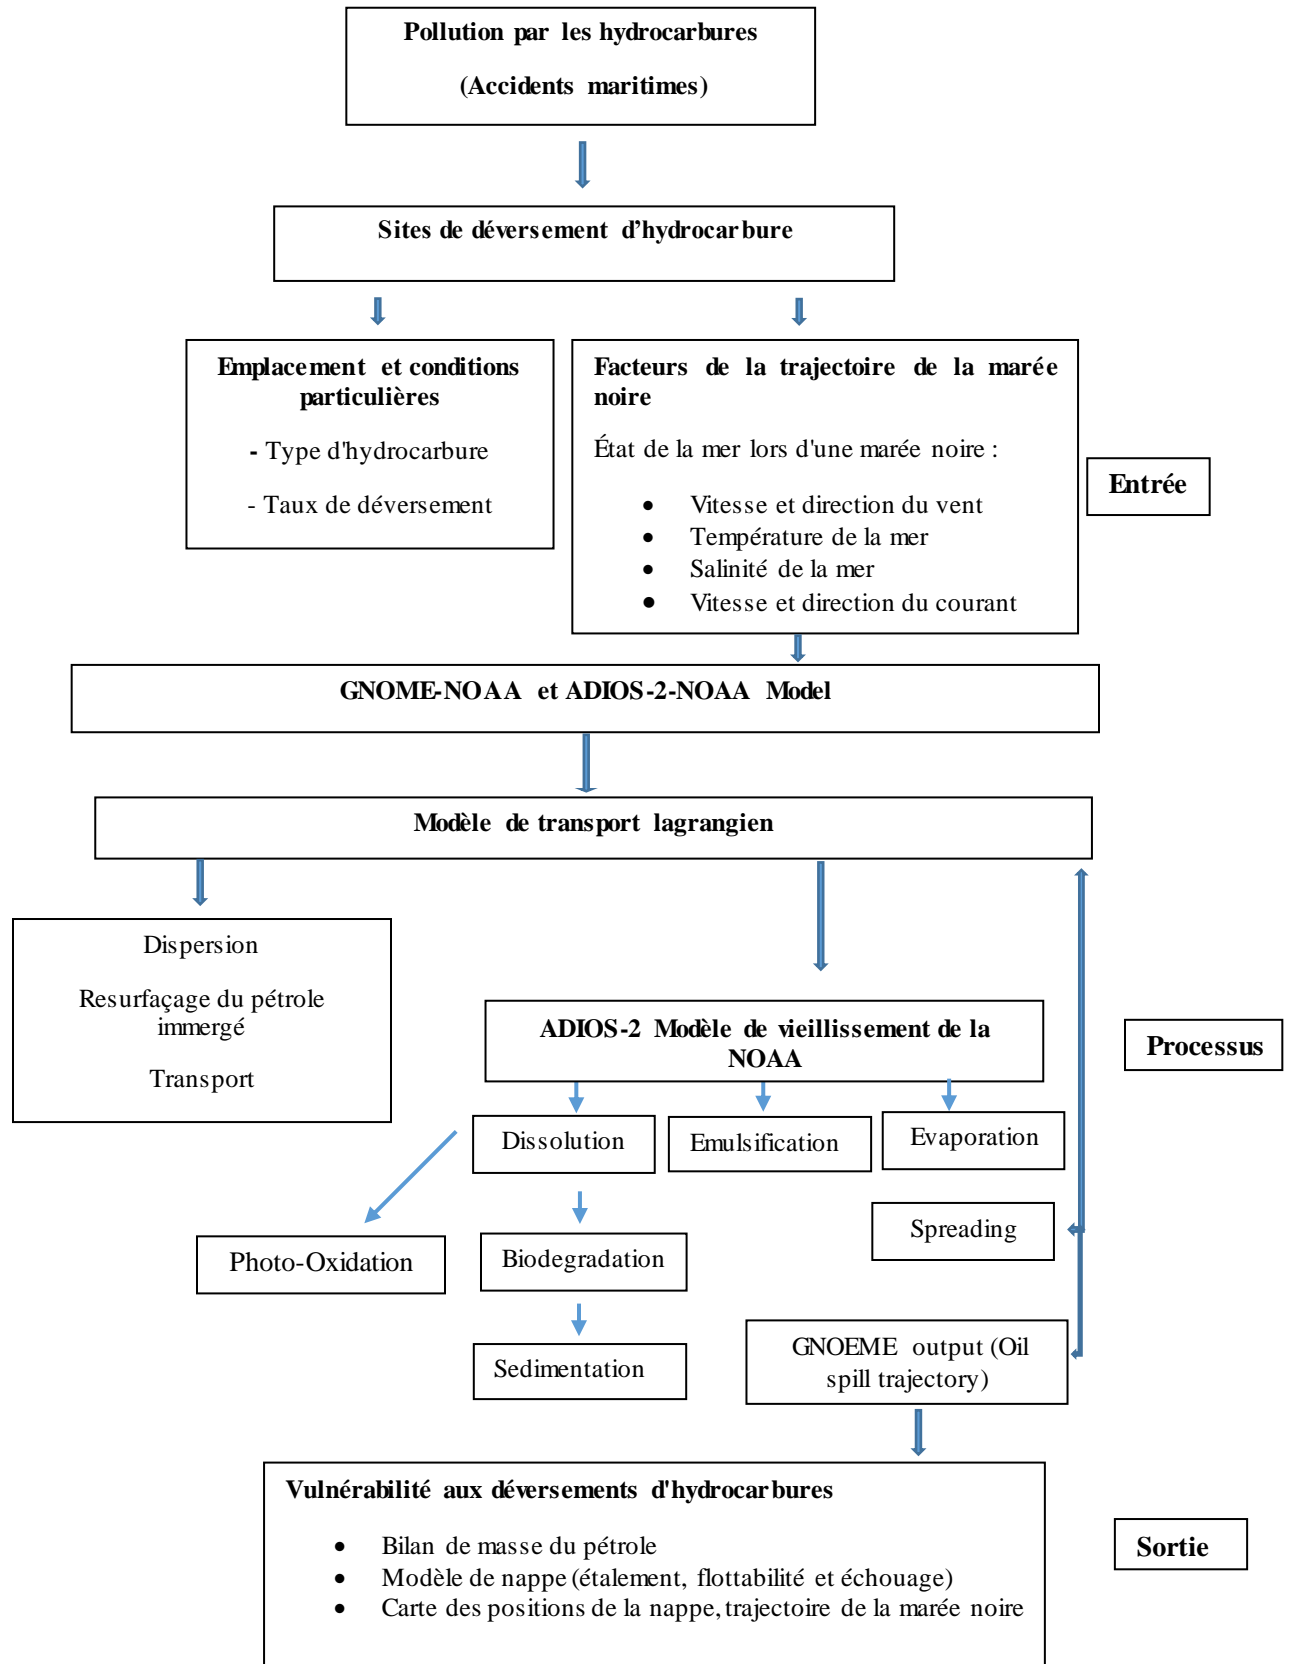 Pollution par les hydrocarbures
(Accidents maritimes)
Sites de déversement d’hydrocarbure
Emplacement et conditions
particulières
- Type d'hydrocarbure
- Taux de déversement
Facteurs de la trajectoire de la marée
noire
État de la mer lors d'une marée noire :
• Vitesse et direction du vent
• Température de la mer
• Salinité de la mer
• Vitesse et direction du courant
Entrée
GNOME-NOAA et ADIOS-2-NOAA Model
Modèle de transport lagrangien
Dispersion
Resurfaçage du pétrole
immergé
Transport
ADIOS-2 Modèle de vieillissement de la
NOAA
Processus
Dissolution
Emulsification
Evaporation
Spreading
Photo-Oxidation
Biodegradation
Sedimentation
GNOEME output (Oil
spill trajectory)
Vulnérabilité aux déversements d'hydrocarbures
• Bilan de masse du pétrole
• Modèle de nappe (étalement, flottabilité et échouage)
• Carte des positions de la nappe, trajectoire de la marée noire
Sortie